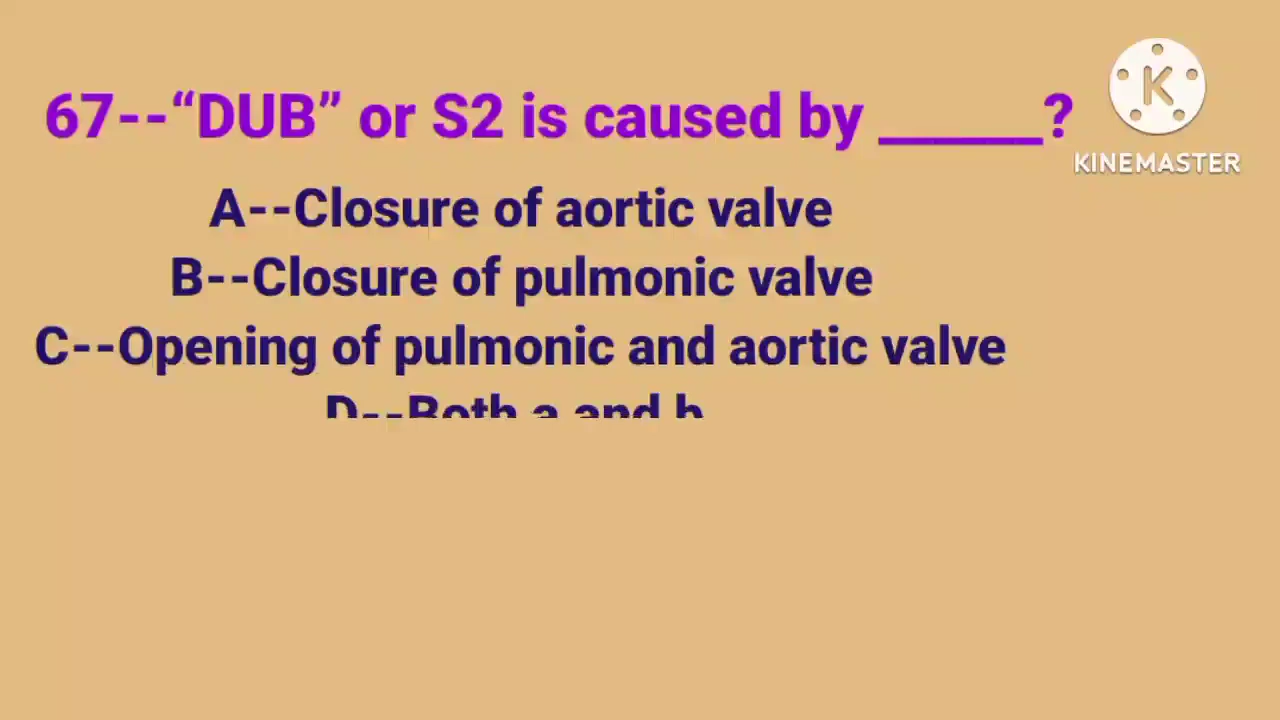 67--“DUB” or S2 is caused by ______?
KINEMASTER
A--Closure of aortic valve
B--Closure of pulmonic valve
C--Opening of pulmonic and aortic valve
D--Both a and b